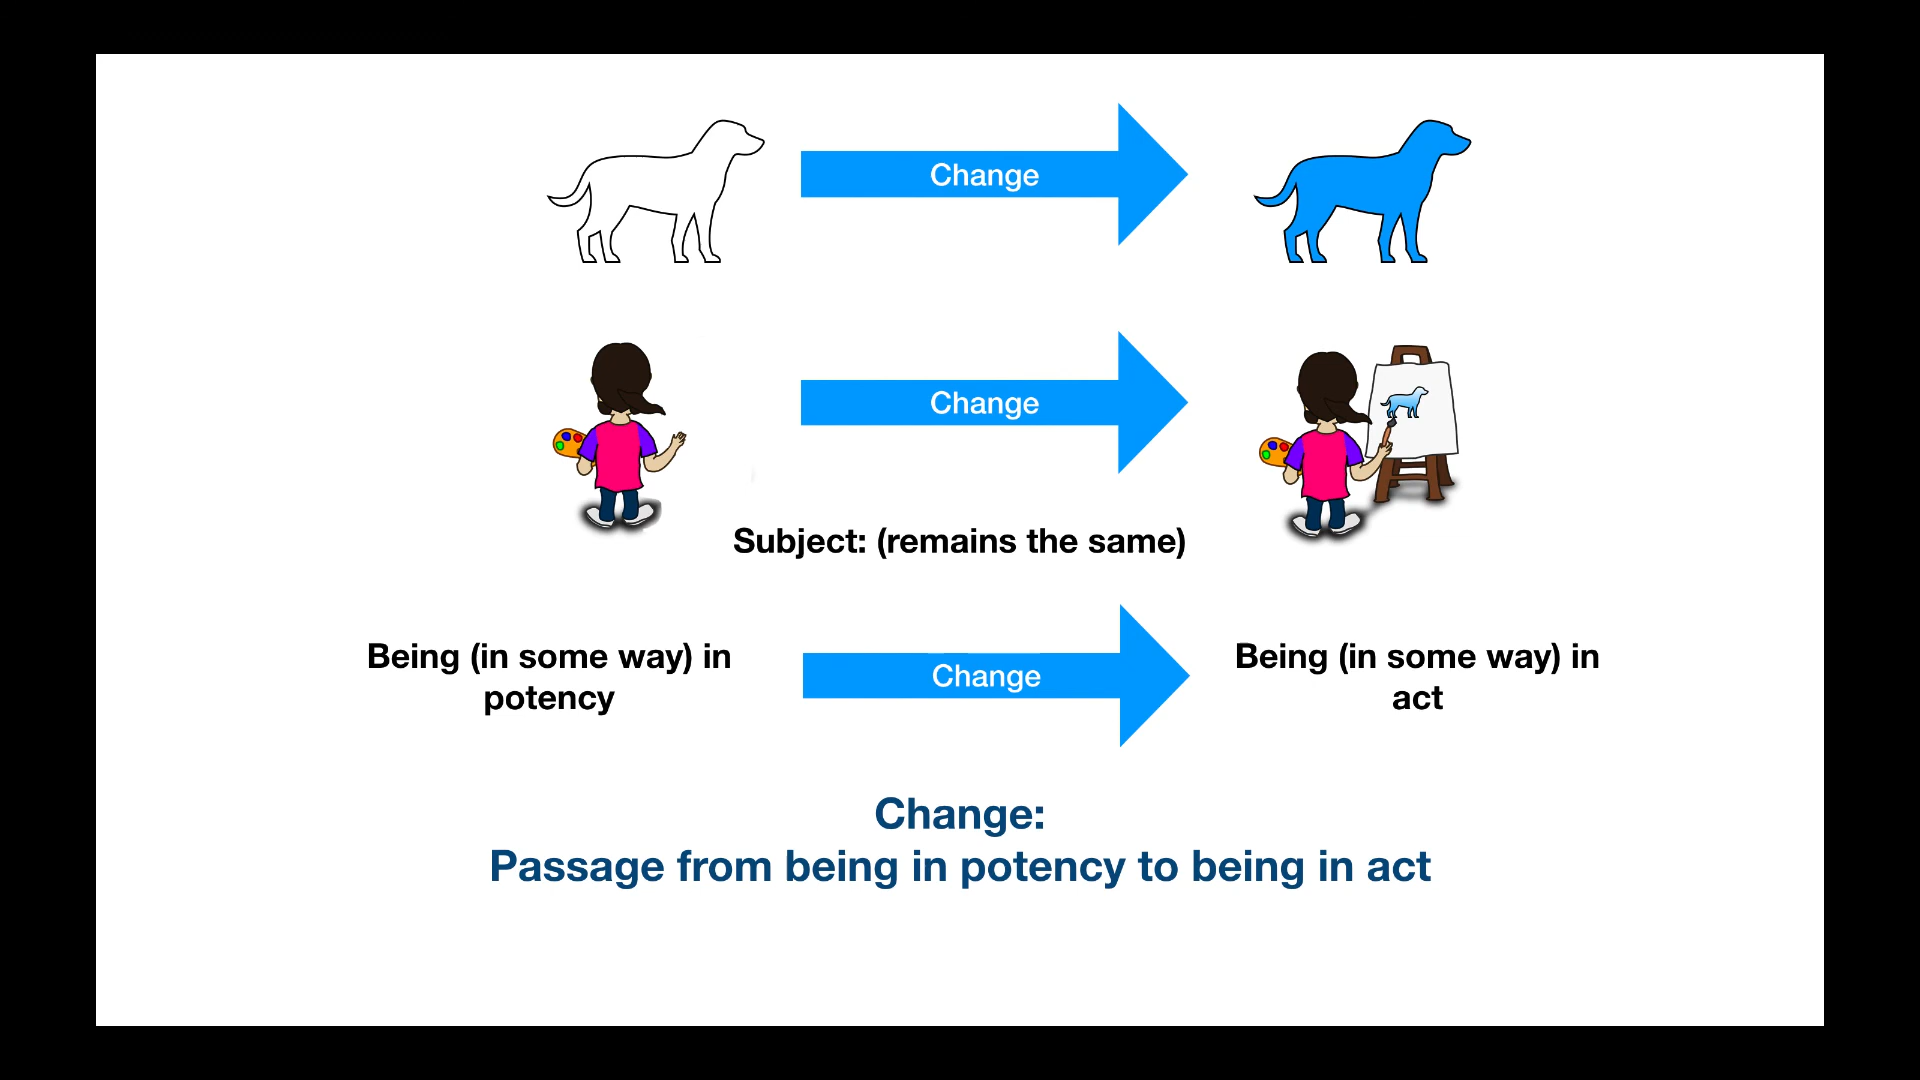 Change
Change
Subject: (remains the same)
Being (in some way) in
potency
Change
Being (in some way) in
act
Change:
Passage from being in potency to being in act